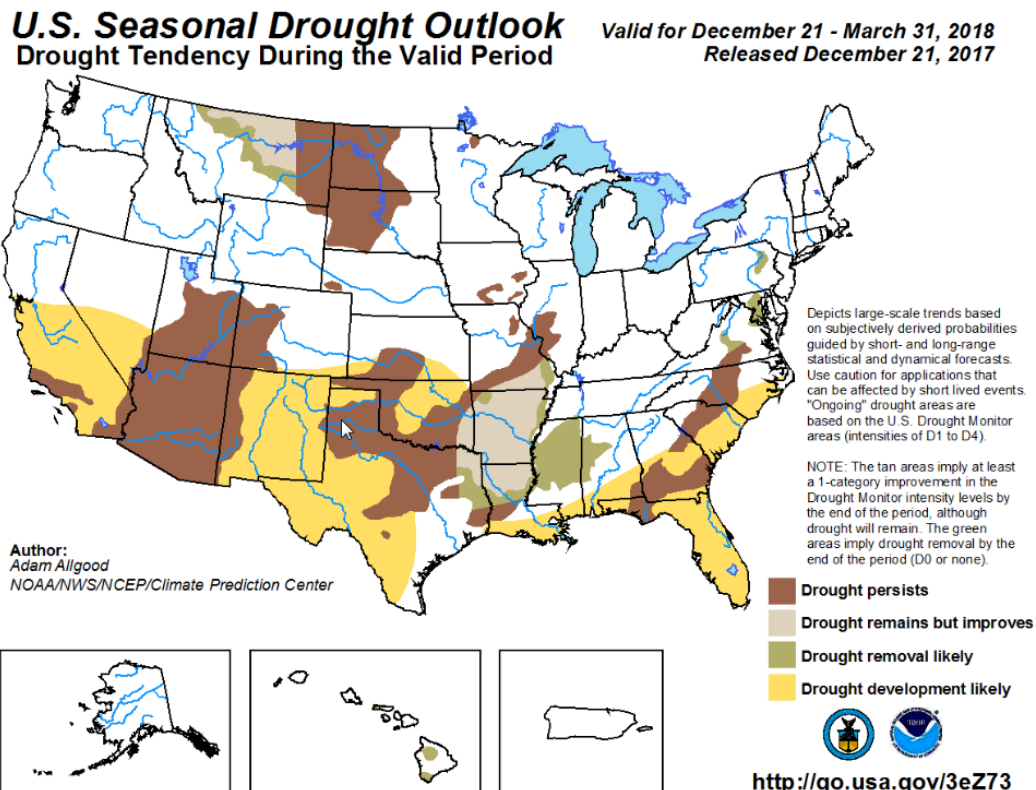 U.S. Seasonal Drought Outlook
Drought Tendency During the Valid Period
Valid for December 21 - March 31, 2018
Released December 21, 2017
Depicts large-scale trends based
on subjectively derived probabilities
guided by short- and long-range
statistical and dynamical forecasts.
Use caution for applications that
can be affected by short lived events.
"Ongoing" drought areas are
based on the U.S. Drought Monitor
areas (intensities of D1 to D4).
NOTE: The tan areas imply at least
a 1-category improvement in the
Drought Monitor intensity levels by
the end of the period, although
drought will remain. The green
areas imply drought removal by the
end of the period (D0 or none).
Author:
Adam Allgood
NOAA/NWS/NCEP/Climate Prediction Center
Drought persists
Drought remains but improves
Drought removal likely
Drought development likely
http://go.usa.gov/3eZ73